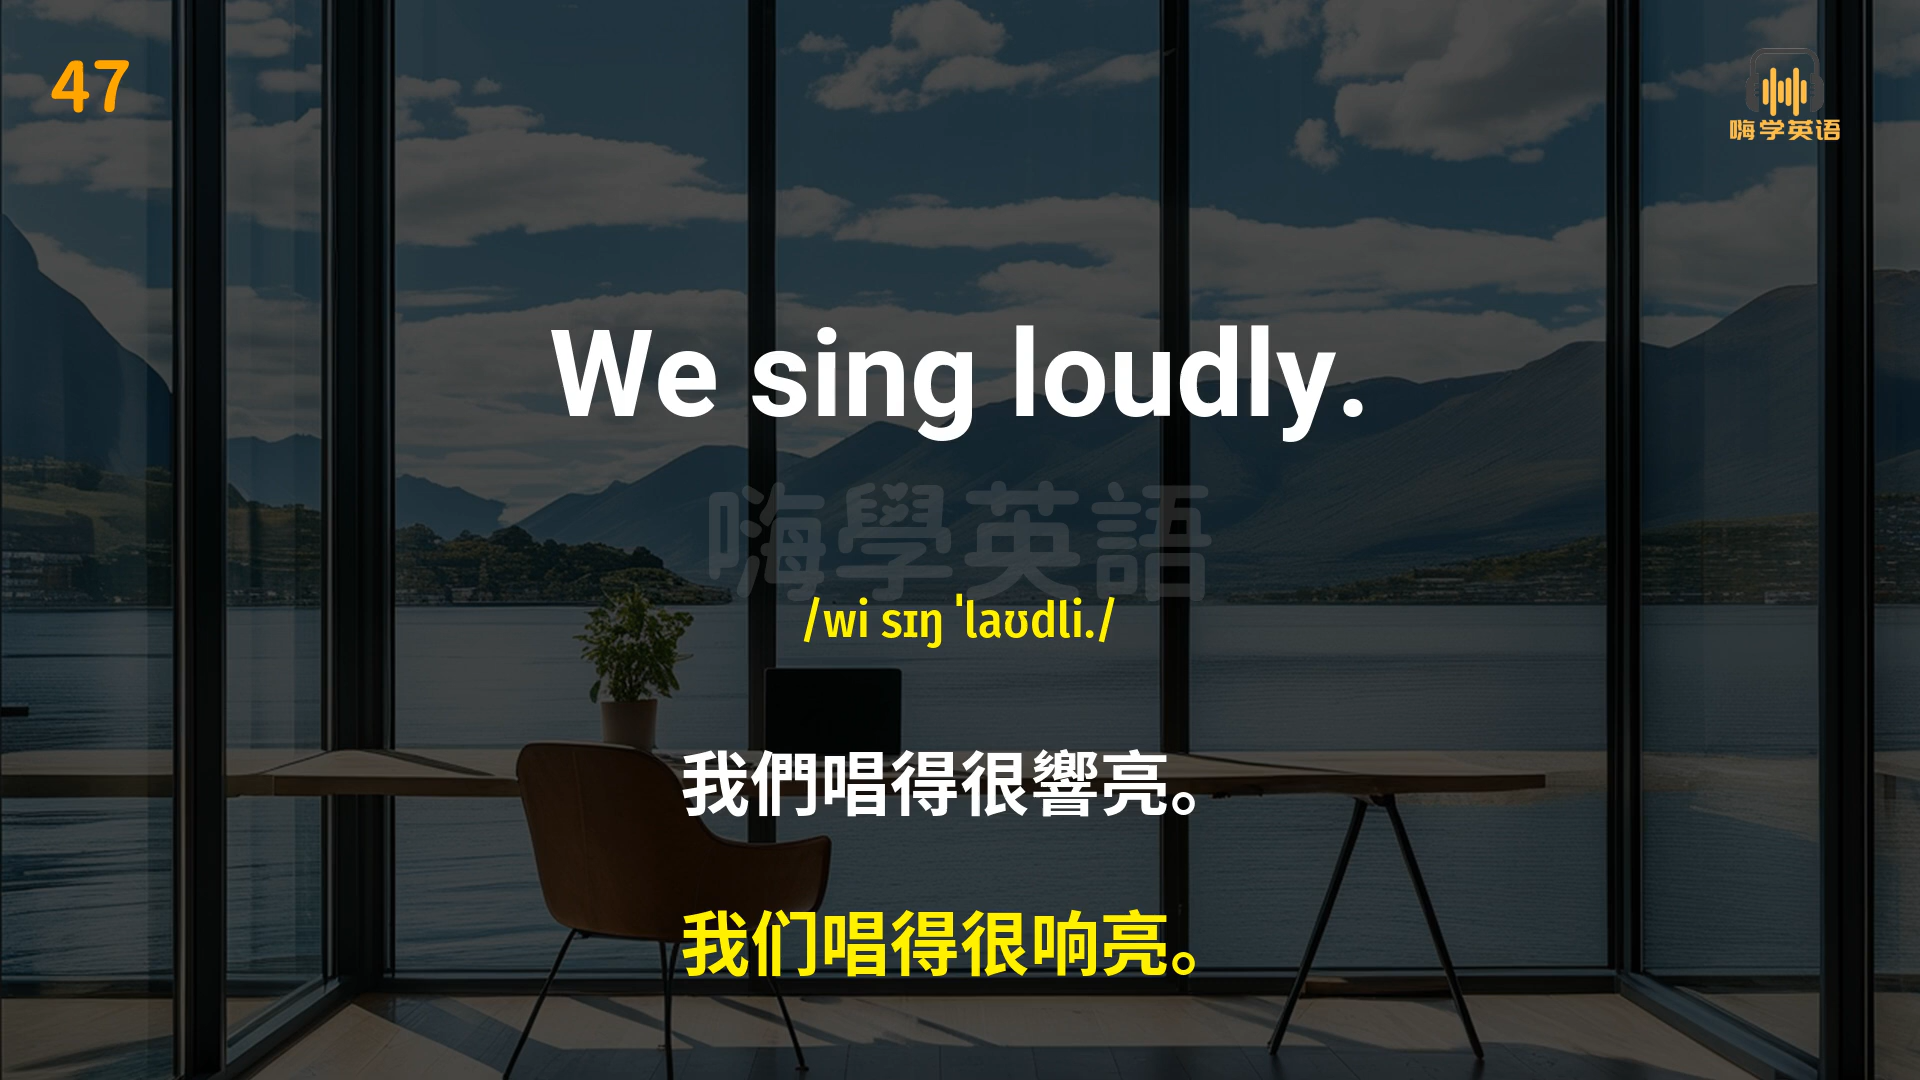 47
嗨学英语
We sing loudly.
嗨學英語
/wi sɪŋ ˈlaʊdli./
我們唱得很響亮。
我们唱得很响亮。